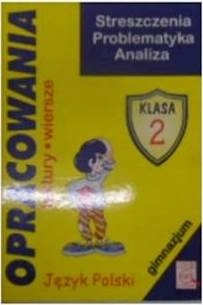 Streszczenia
Problematyka
Analiza
OPRACOWANIA
lektury • wiersze
KLASA
2
gimnazjum
Język Polski